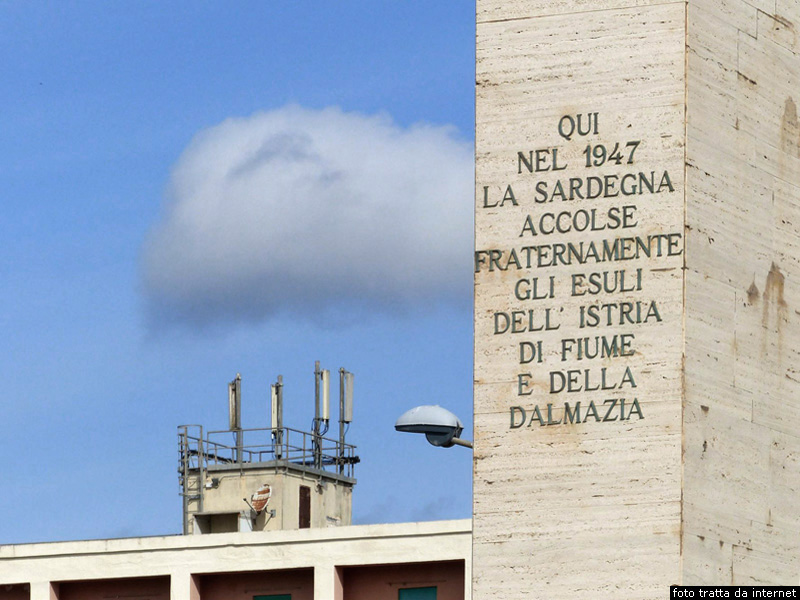 QUI
NEL 1947
LA SARDEGNA
ACCOLSE
FRATERNAMENTE
GLI ESULI
DELL' ISTRIA
DI FIUME
E DELLA
DALMAZIA
foto tratta da internet